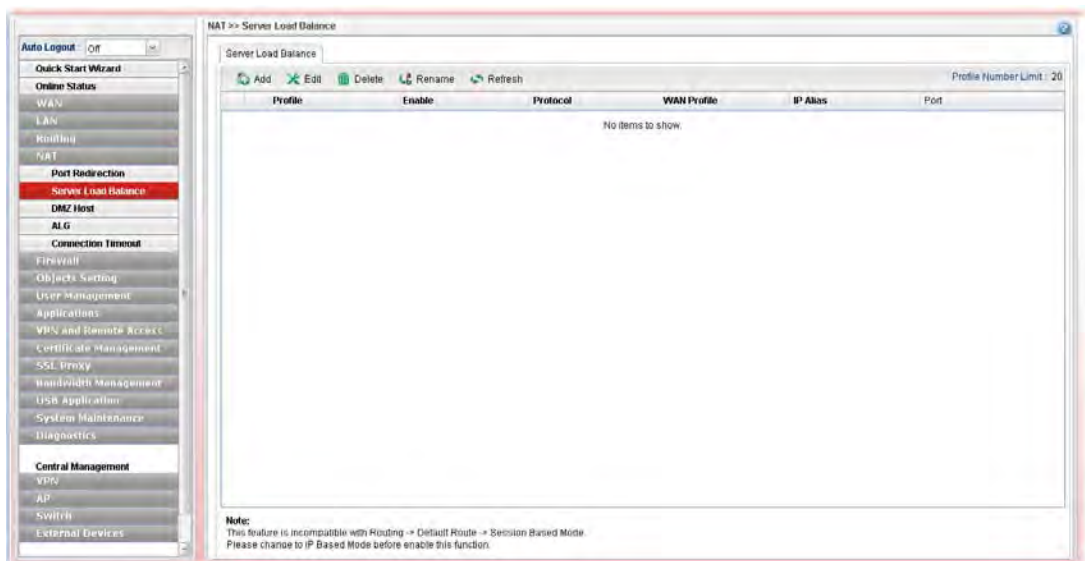 NAT >> Server Load Balance
Auto Logout : Off
Quick Start Wizard
Online Status
WAN
LAN
Routing
NAT
Port Redirection
Server Load Balance
DMZ Host
ALG
Connection Timeout
Firewall
Objects Setting
User Management
Applications
VPN and Remote Access
Certificate Management
SSL Proxy
Bandwidth Management
USB Application
System Maintenance
Diagnostics
Central Management
VPN
AP
Switch
External Devices
Server Load Balance
Add Edit Delete Rename Refresh Profile Number Limit : 20
Profile Enable Protocol WAN Profile IP Alias Port
No items to show.
Note:
This feature is incompatible with Routing -> Default Route -> Session Based Mode.
Please change to IP Based Mode before enable this function.